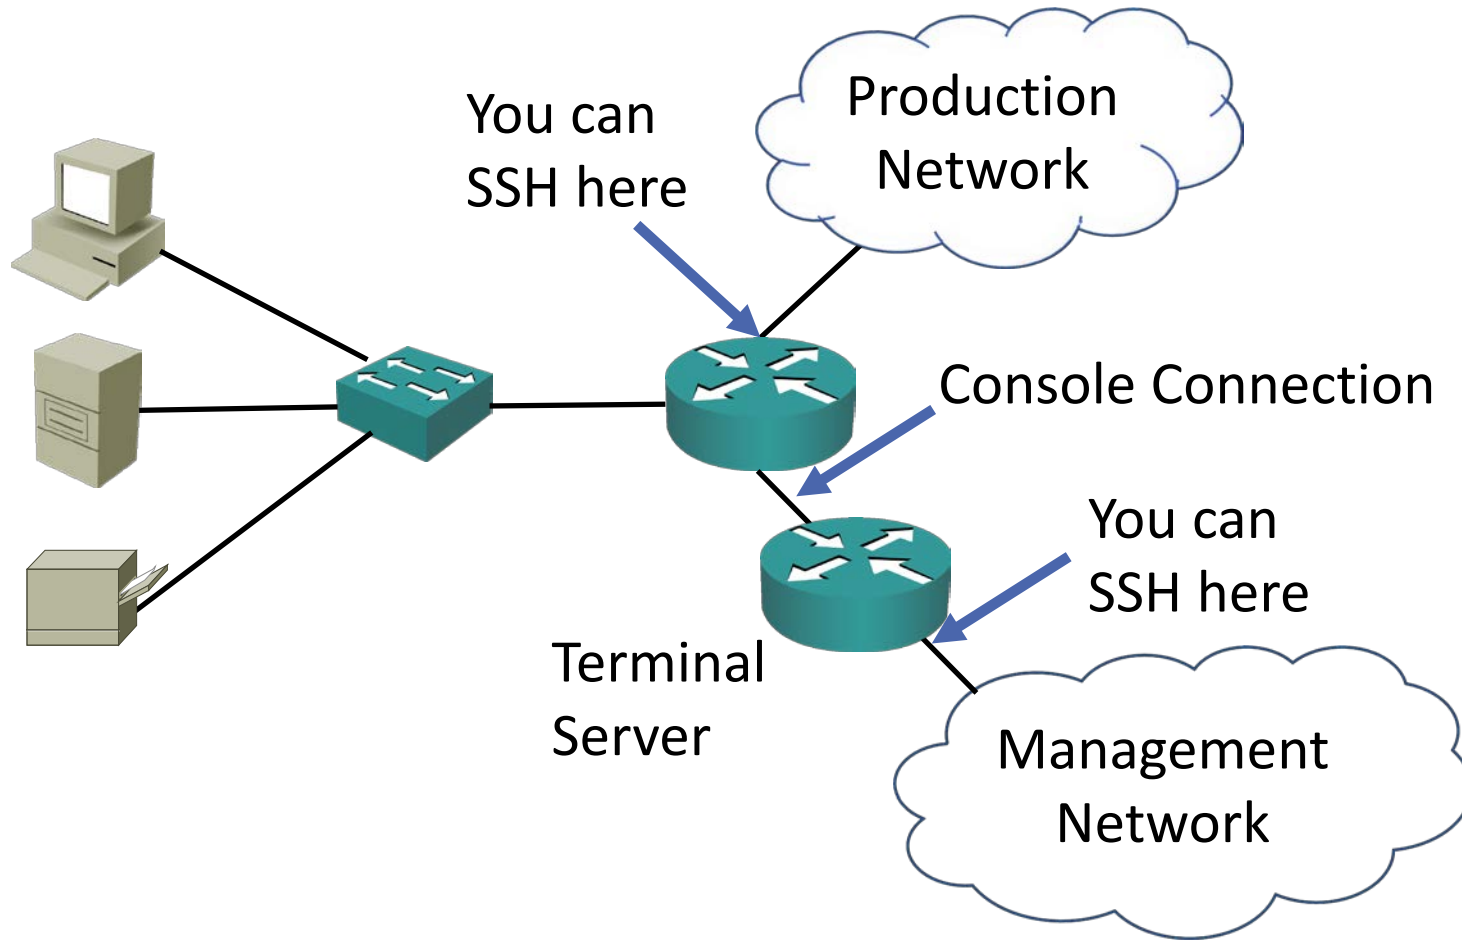 You can
SSH here
Production
Network
Console Connection
You can
SSH here
Terminal
Server
Management
Network